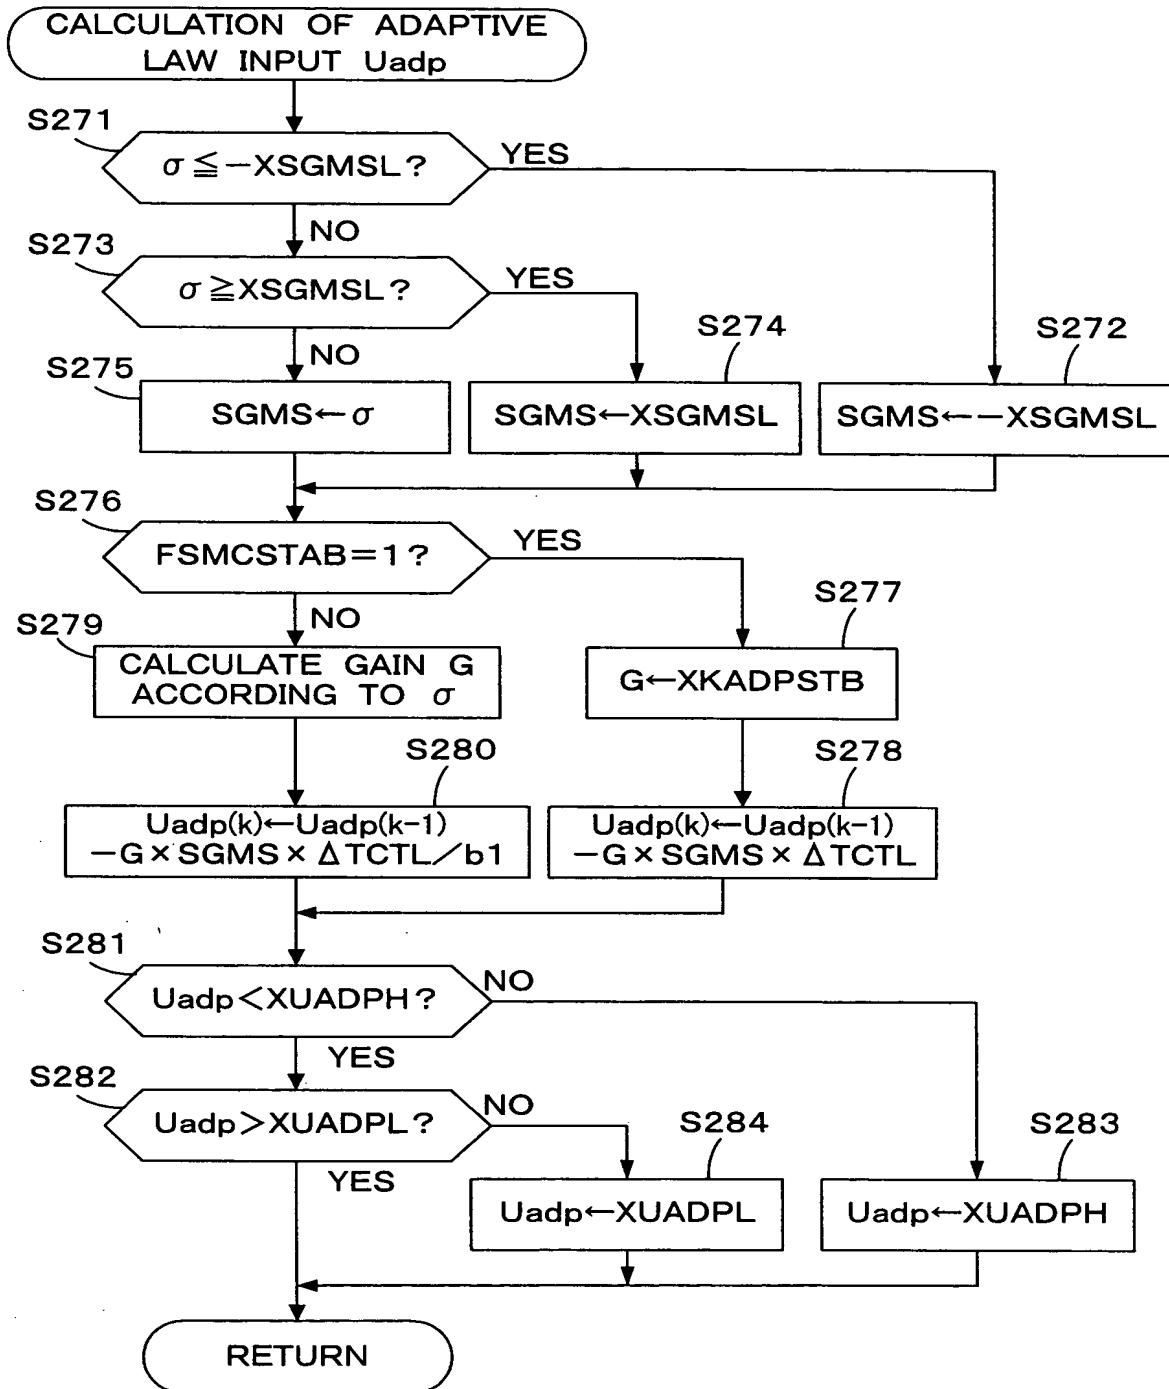 CALCULATION OF ADAPTIVE
LAW INPUT Uadp
S271
σ≦−XSGMSL?
YES
NO
S273
σ≧XSGMSL?
YES
NO
S275
SGMS←σ
S274
SGMS←XSGMSL
S272
SGMS←−XSGMSL
S276
FSMCSTAB=1?
YES
NO
S279
CALCULATE GAIN G
ACCORDING TO σ
S277
G←XKADPSTB
S280
Uadp(k)←Uadp(k-1)
−G×SGMS×ΔTCTL/b1
S278
Uadp(k)←Uadp(k-1)
−G×SGMS×ΔTCTL
S281
Uadp<XUADPH?
NO
YES
S282
Uadp>XUADPL?
NO
YES
S284
Uadp←XUADPL
S283
Uadp←XUADPH
RETURN